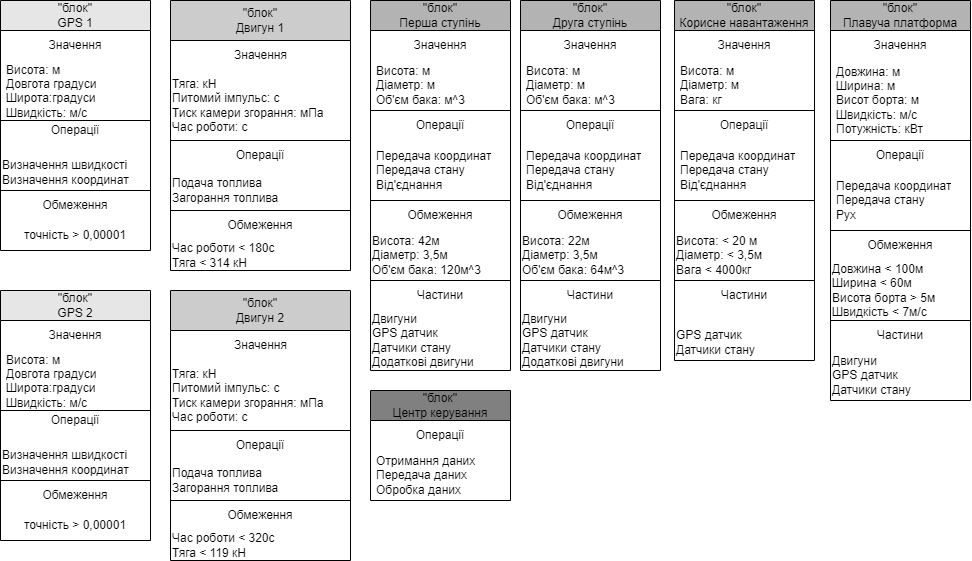 "блок"
GPS 1
Значення
Висота: м
Довгота градуси
Широта:градуси
Швидкість: м/с
Операції
Визначення швидкості
Визначення координат
Обмеження
точність > 0,00001
"блок"
GPS 2
Значення
Висота: м
Довгота градуси
Широта:градуси
Швидкість: м/с
Операції
Визначення швидкості
Визначення координат
Обмеження
точність > 0,00001
"блок"
Двигун 1
Значення
Тяга: кН
Питомий імпульс: с
Тиск камери згорання: мПа
Час роботи: с
Операції
Подача топлива
Загорання топлива
Обмеження
Час роботи < 180с
Тяга < 314 кН
"блок"
Двигун 2
Значення
Тяга: кН
Питомий імпульс: с
Тиск камери згорання: мПа
Час роботи: с
Операції
Подача топлива
Загорання топлива
Обмеження
Час роботи < 320с
Тяга < 119 кН
"блок"
Перша ступінь
Значення
Висота: м
Діаметр: м
Об'єм бака: м^3
Операції
Передача координат
Передача стану
Від'єднання
Обмеження
Висота: 42м
Діаметр: 3,5м
Об'єм бака: 120м^3
Частини
Двигуни
GPS датчик
Датчики стану
Додаткові двигуни
"блок"
Друга ступінь
Значення
Висота: м
Діаметр: м
Об'єм бака: м^3
Операції
Передача координат
Передача стану
Від'єднання
Обмеження
Висота: 22м
Діаметр: 3,5м
Об'єм бака: 64м^3
Частини
Двигуни
GPS датчик
Датчики стану
Додаткові двигуни
"блок"
Корисне навантаження
Значення
Висота: м
Діаметр: м
Вага: кг
Операції
Передача координат
Передача стану
Від'єднання
Обмеження
Висота: < 20 м
Діаметр: < 3,5м
Вага < 4000кг
Частини
GPS датчик
Датчики стану
"блок"
Плавуча платформа
Значення
Довжина: м
Ширина: м
Висот борта: м
Швидкість: м/с
Потужність: кВт
Операції
Передача координат
Передача стану
Рух
Обмеження
Довжина < 100м
Ширина < 60м
Висота борта > 5м
Швидкість < 7м/с
Частини
Двигуни
GPS датчик
Датчики стану
"блок"
Центр керування
Операції
Отримання даних
Передача даних
Обробка даних